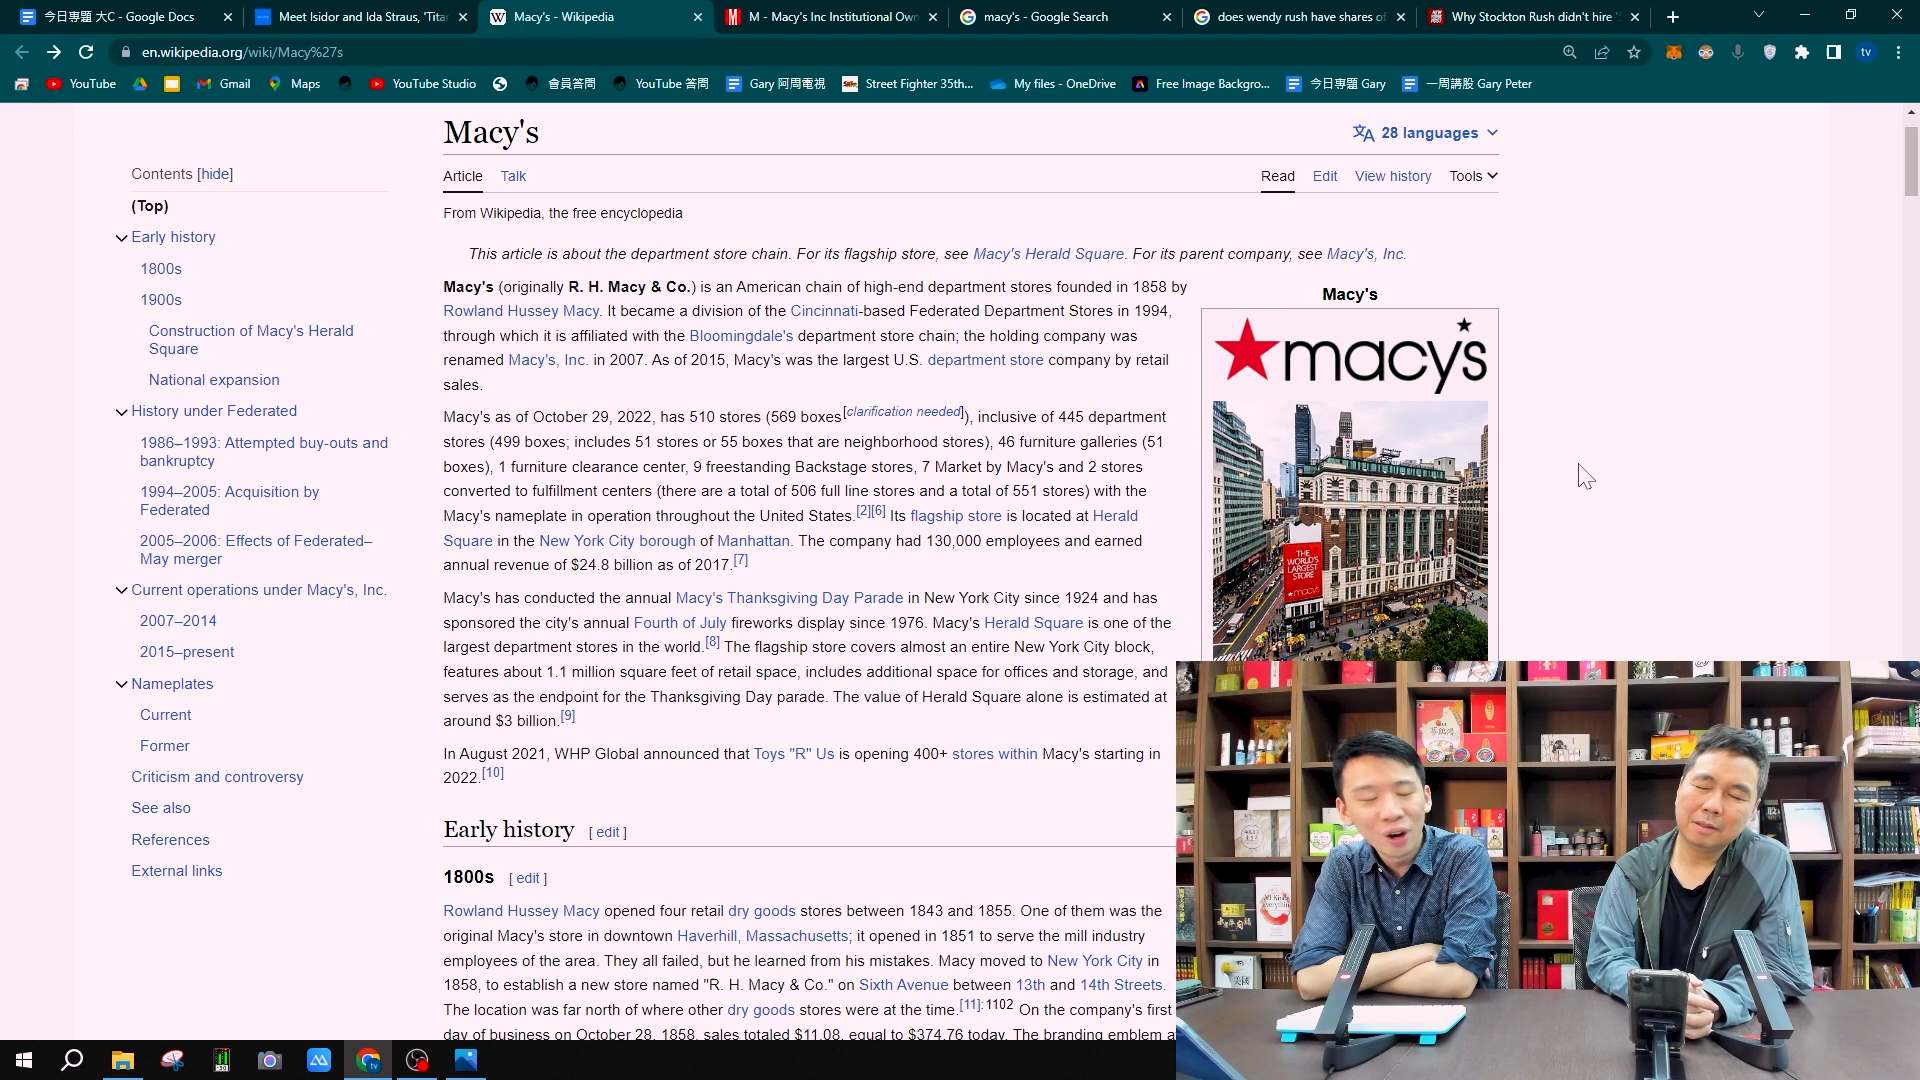 今日專題 大C - Google Docs
Meet Isidor and Ida Straus, 'Tita
Macy's - Wikipedia
M - Macy's Inc Institutional Own
macy's - Google Search
does wendy rush have shares of
Why Stockton Rush didn't hire '
en.wikipedia.org/wiki/Macy%27s
tv
YouTube
Gmail
Maps
YouTube Studio
會員答問
YouTube 答問
Gary 阿周電視
Street Fighter 35th...
My files - OneDrive
Free Image Backgro...
今日專題 Gary
一周講股 Gary Peter
Macy's
28 languages
Contents [hide]
Article
Talk
Read
Edit
View history
Tools
(Top)
Early history
1800s
1900s
Construction of Macy's Herald
Square
National expansion
History under Federated
1986–1993: Attempted buy-outs and
bankruptcy
1994–2005: Acquisition by
Federated
2005–2006: Effects of Federated–
May merger
Current operations under Macy's, Inc.
2007–2014
2015–present
Nameplates
Current
Former
Criticism and controversy
See also
References
External links
From Wikipedia, the free encyclopedia
This article is about the department store chain. For its flagship store, see Macy's Herald Square. For its parent company, see Macy's, Inc.
Macy's (originally R. H. Macy & Co.) is an American chain of high-end department stores founded in 1858 by
Rowland Hussey Macy. It became a division of the Cincinnati-based Federated Department Stores in 1994,
through which it is affiliated with the Bloomingdale's department store chain; the holding company was
renamed Macy's, Inc. in 2007. As of 2015, Macy's was the largest U.S. department store company by retail
sales.
Macy's as of October 29, 2022, has 510 stores (569 boxes[clarification needed]), inclusive of 445 department
stores (499 boxes; includes 51 stores or 55 boxes that are neighborhood stores), 46 furniture galleries (51
boxes), 1 furniture clearance center, 9 freestanding Backstage stores, 7 Market by Macy's and 2 stores
converted to fulfillment centers (there are a total of 506 full line stores and a total of 551 stores) with the
Macy's nameplate in operation throughout the United States.[2][6] Its flagship store is located at Herald
Square in the New York City borough of Manhattan. The company had 130,000 employees and earned
annual revenue of $24.8 billion as of 2017.[7]
Macy's has conducted the annual Macy's Thanksgiving Day Parade in New York City since 1924 and has
sponsored the city's annual Fourth of July fireworks display since 1976. Macy's Herald Square is one of the
largest department stores in the world.[8] The flagship store covers almost an entire New York City block,
features about 1.1 million square feet of retail space, includes additional space for offices and storage, and
serves as the endpoint for the Thanksgiving Day parade. The value of Herald Square alone is estimated at
around $3 billion.[9]
In August 2021, WHP Global announced that Toys "R" Us is opening 400+ stores within Macy's starting in
2022.[10]
Early history [ edit ]
1800s [ edit ]
Rowland Hussey Macy opened four retail dry goods stores between 1843 and 1855. One of them was the
original Macy's store in downtown Haverhill, Massachusetts; it opened in 1851 to serve the mill industry
employees of the area. They all failed, but he learned from his mistakes. Macy moved to New York City in
1858, to establish a new store named "R. H. Macy & Co." on Sixth Avenue between 13th and 14th Streets.
The location was far north of where other dry goods stores were at the time.[11]:1102 On the company's first
day of business on October 28, 1858, sales totaled $11.08, equal to $374.76 today. The branding emblem a
Macy's
macy's
THE WORLD'S LARGEST STORE